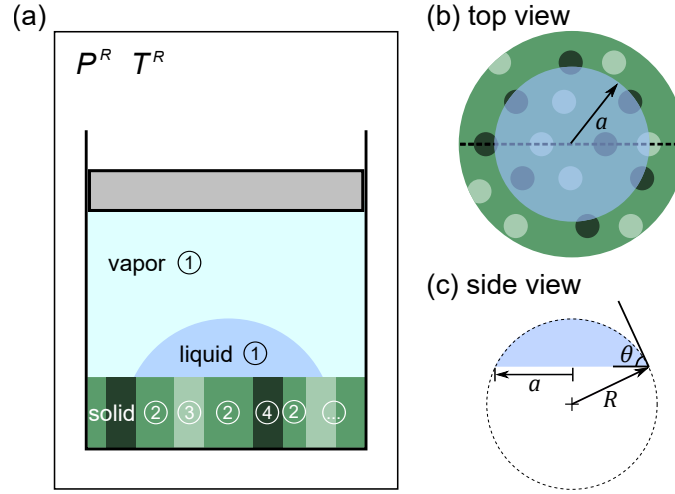 (a)
P^R T^R
vapor ①
liquid ①
solid ② ③ ② ④ ② ...
(b) top view
a
(c) side view
θ
a
R